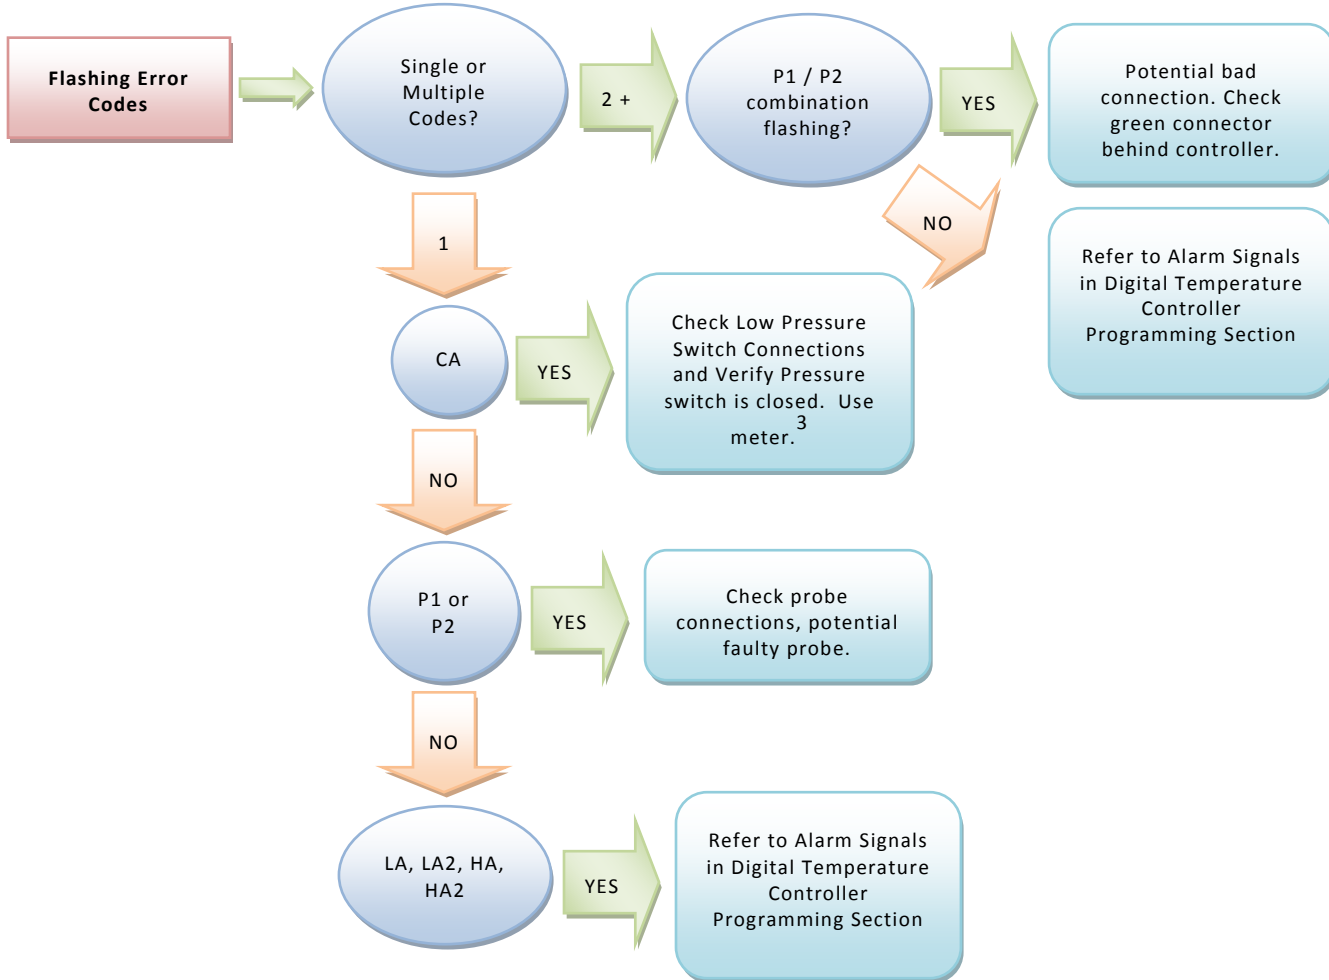 Flashing Error
Codes
Single or
Multiple
Codes?
2 +
P1 / P2
combination
flashing?
YES
Potential bad
connection. Check
green connector
behind controller.
NO
Refer to Alarm Signals
in Digital Temperature
Controller
Programming Section
1
CA
YES
Check Low Pressure
Switch Connections
and Verify Pressure
switch is closed. Use
meter.3
NO
P1 or
P2
YES
Check probe
connections, potential
faulty probe.
NO
LA, LA2, HA,
HA2
YES
Refer to Alarm Signals
in Digital Temperature
Controller
Programming Section